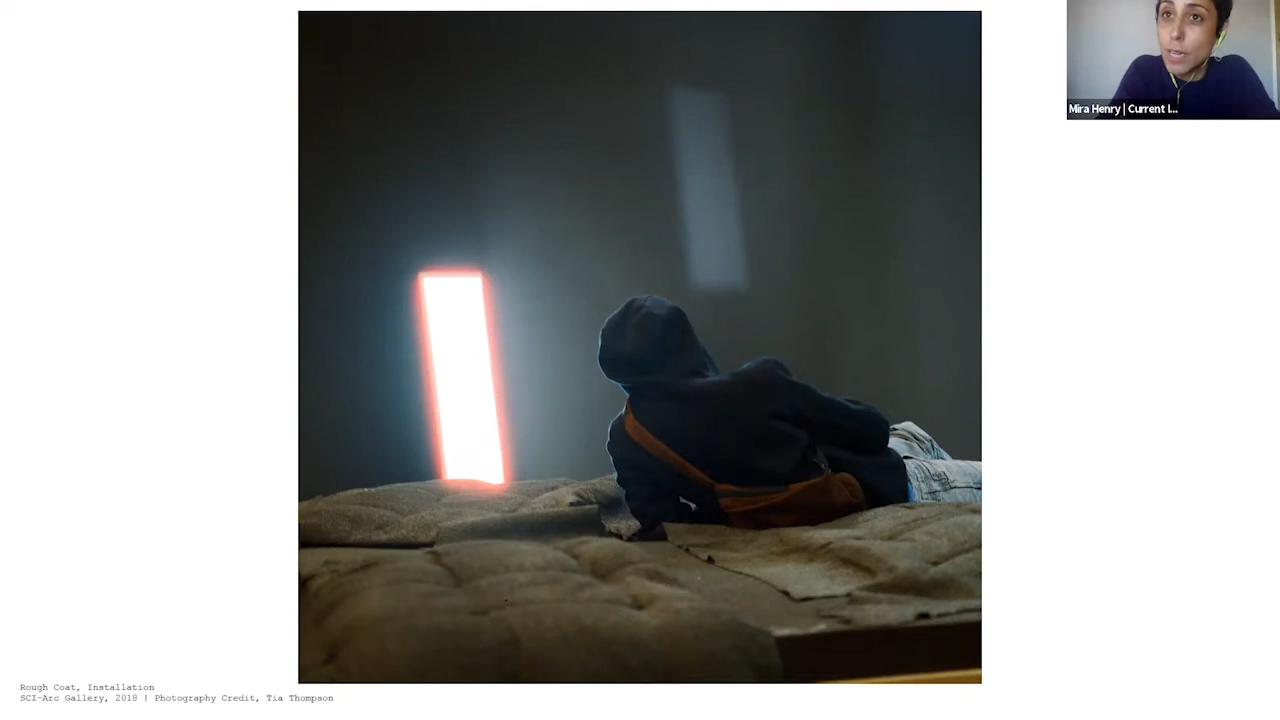 Mira Henry | Current I...
Rough Coat, Installation
SCI-Arc Gallery, 2018 | Photography Credit, Tia Thompson